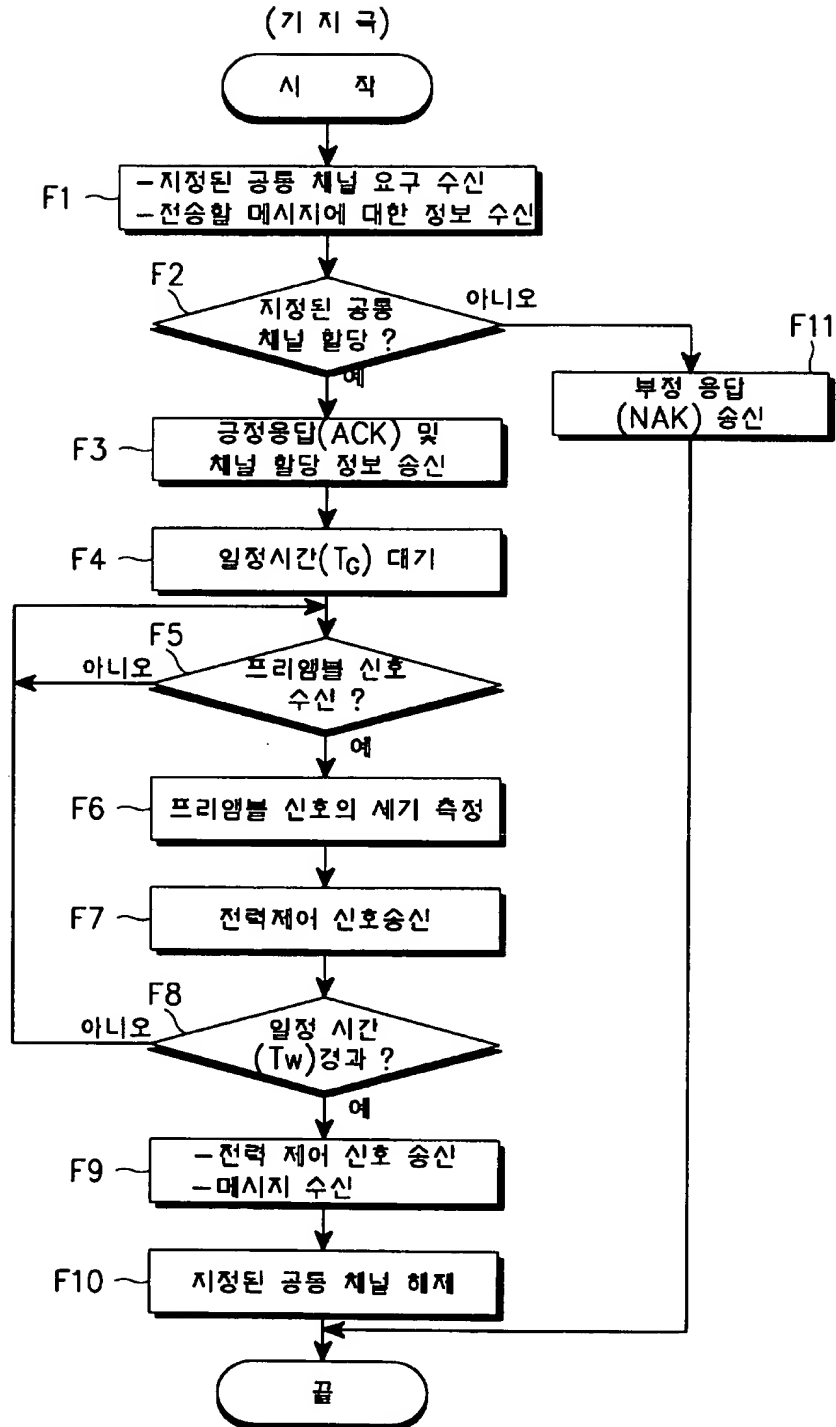 (기 지 국)
시 작
F1
-지정된 공통 채널 요구 수신
-전송할 메시지에 대한 정보 수신
F2
지정된 공통
채널 할당 ?
아니오
예
F11
부정 응답
(NAK) 송신
F3
긍정응답(ACK) 및
채널 할당 정보 송신
F4
일정시간(TG) 대기
F5
아니오
프리앰블 신호
수신 ?
예
F6
프리앰블 신호의 세기 측정
F7
전력제어 신호송신
F8
아니오
일정 시간
(Tw)경과 ?
예
F9
-전력 제어 신호 송신
-메시지 수신
F10
지정된 공통 채널 해제
끝